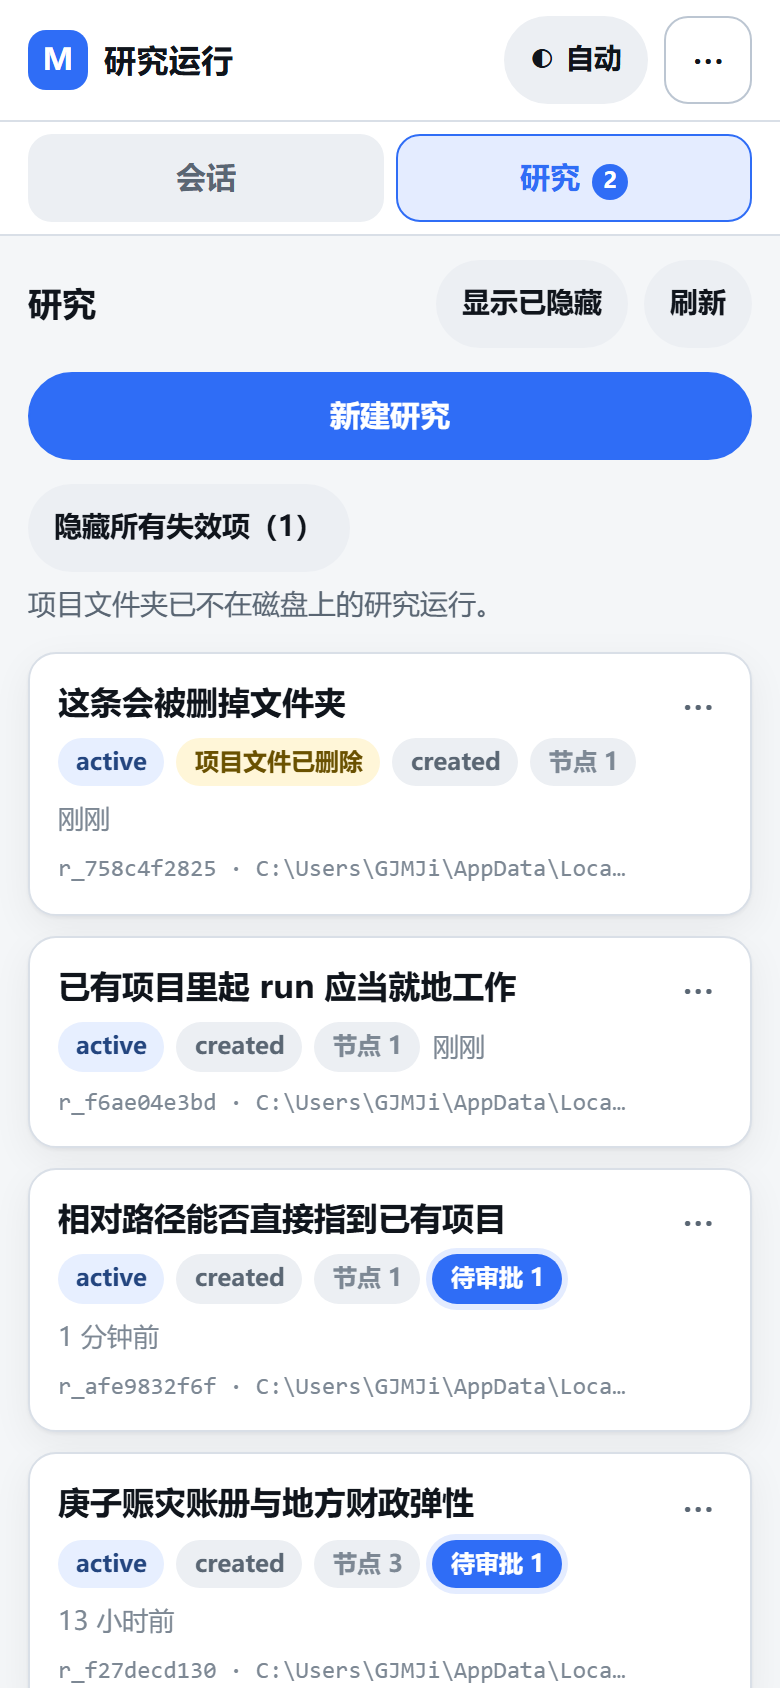 M 研究运行 ◐ 自动 ···
会话 研究 2
研究 显示已隐藏 刷新
新建研究
隐藏所有失效项（1）
项目文件夹已不在磁盘上的研究运行。
这条会被删掉文件夹 ···
active 项目文件已删除 created 节点 1
刚刚
r_758c4f2825 · C:\Users\GJMJi\AppData\Loca…
已有项目里起 run 应当就地工作 ···
active created 节点 1 刚刚
r_f6ae04e3bd · C:\Users\GJMJi\AppData\Loca…
相对路径能否直接指到已有项目 ···
active created 节点 1 待审批 1
1 分钟前
r_afe9832f6f · C:\Users\GJMJi\AppData\Loca…
庚子赈灾账册与地方财政弹性 ···
active created 节点 3 待审批 1
13 小时前
r_f27decd130 · C:\Users\GJMJi\AppData\Loca…